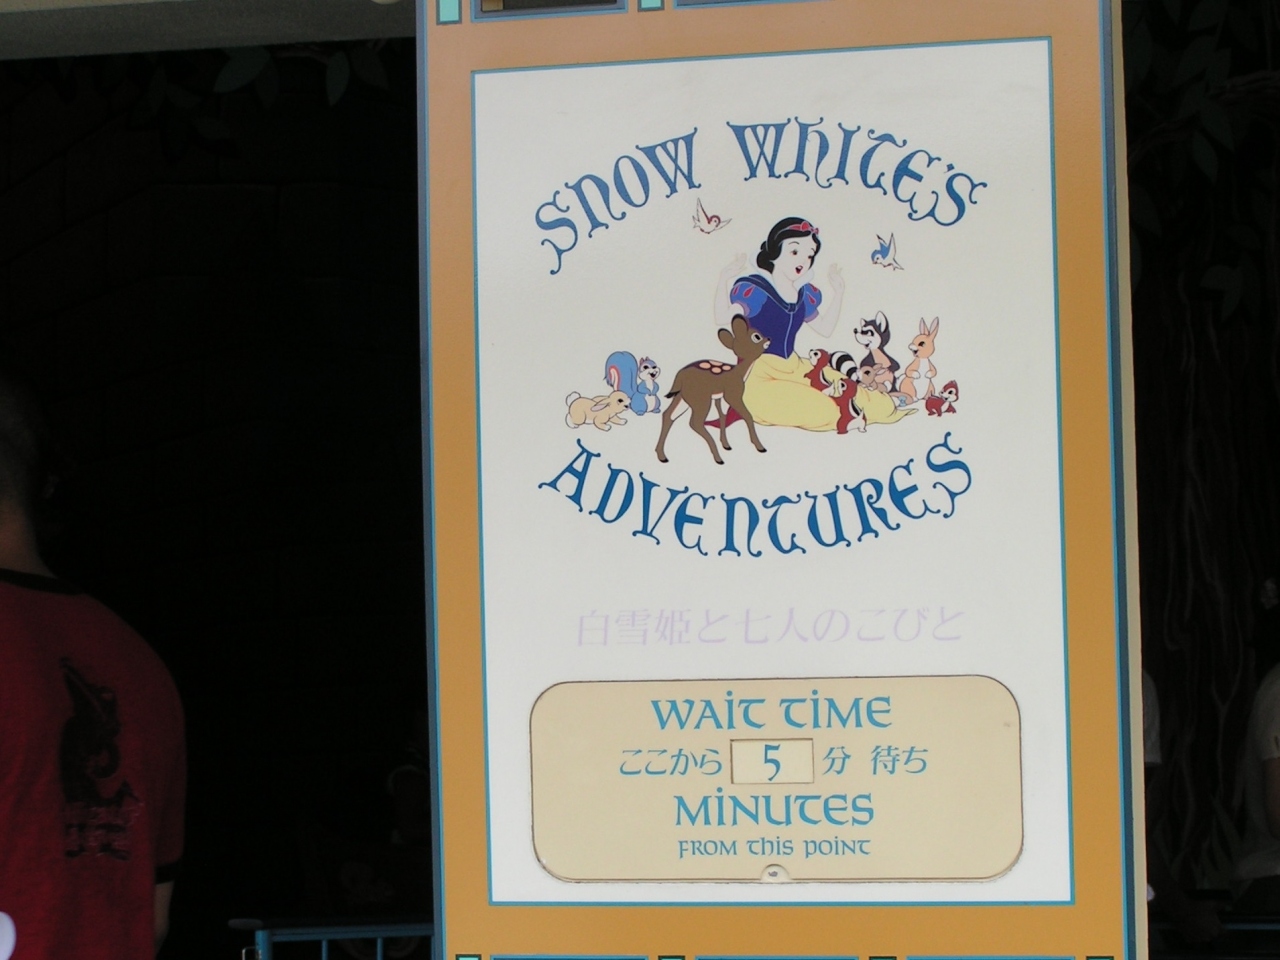 SNOW WHITE'S
ADVENTURES
白雪姫と七人のこびと
WAIT TIME
ここから 5 分 待ち
MINUTES
FROM THIS POINT